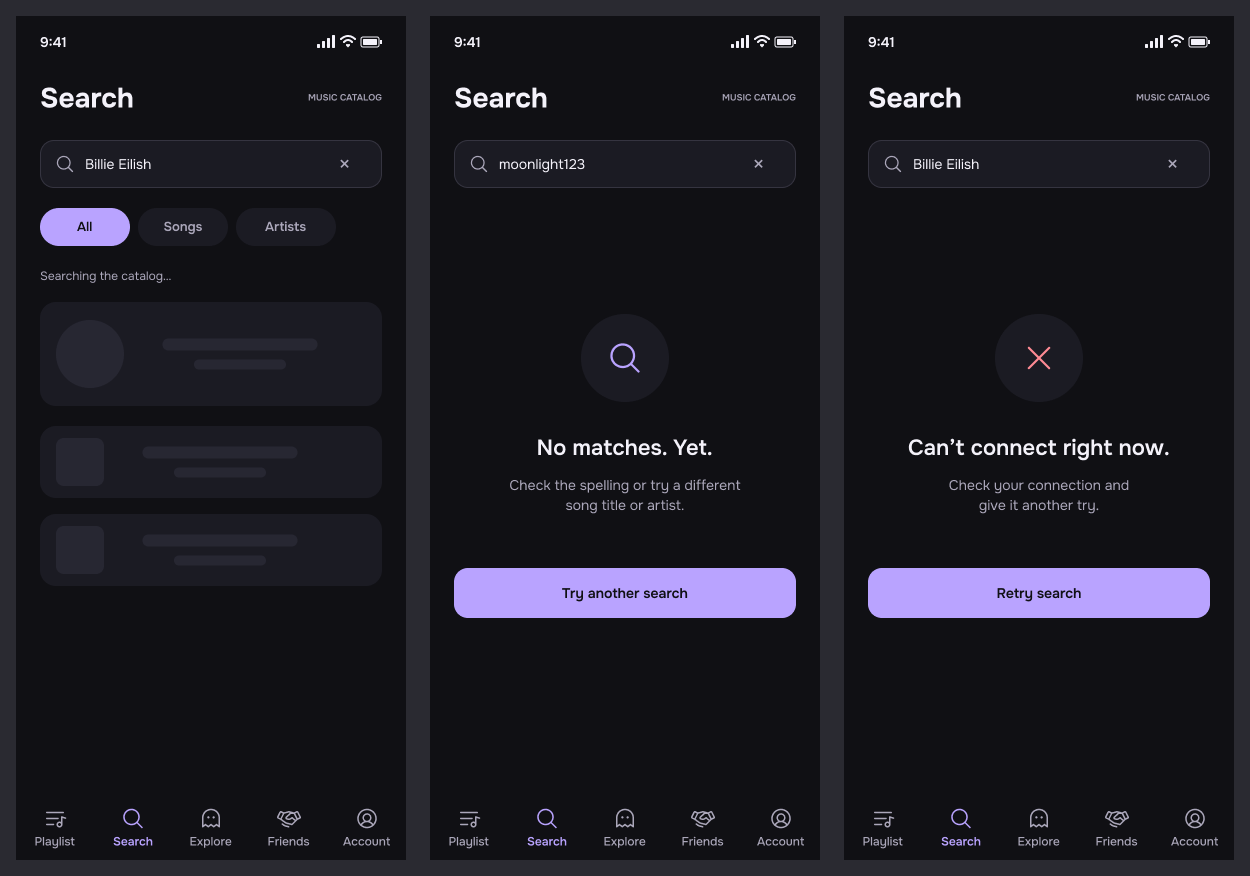 9:41
Search
MUSIC CATALOG
Billie Eilish
All
Songs
Artists
Searching the catalog...
Playlist
Search
Explore
Friends
Account
9:41
Search
MUSIC CATALOG
moonlight123
No matches. Yet.
Check the spelling or try a different
song title or artist.
Try another search
Playlist
Search
Explore
Friends
Account
9:41
Search
MUSIC CATALOG
Billie Eilish
Can’t connect right now.
Check your connection and
give it another try.
Retry search
Playlist
Search
Explore
Friends
Account